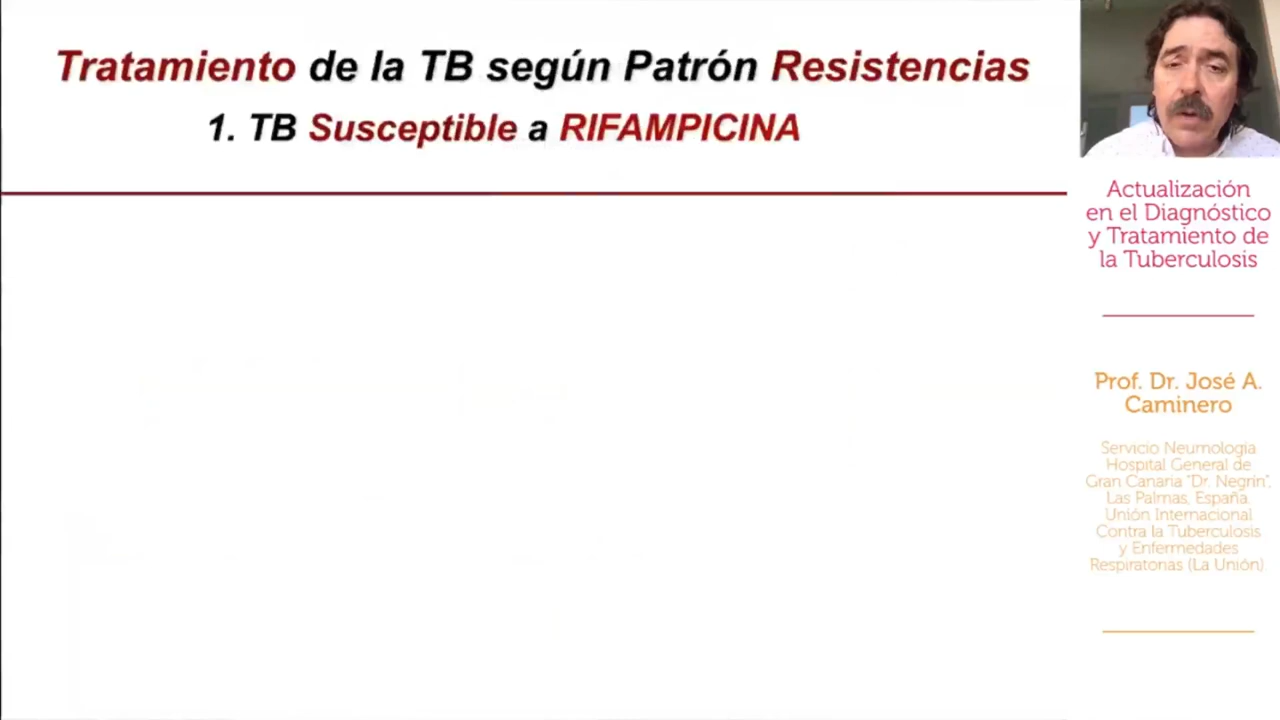 Tratamiento de la TB según Patrón Resistencias
1. TB Susceptible a RIFAMPICINA
Actualización
en el Diagnóstico
y Tratamiento de
la Tuberculosis
Prof. Dr. José A.
Caminero
Servicio Neumología
Hospital General de
Gran Canaria "Dr. Negrín",
Las Palmas, España.
Unión Internacional
Contra la Tuberculosis
y Enfermedades
Respiratorias (La Unión)